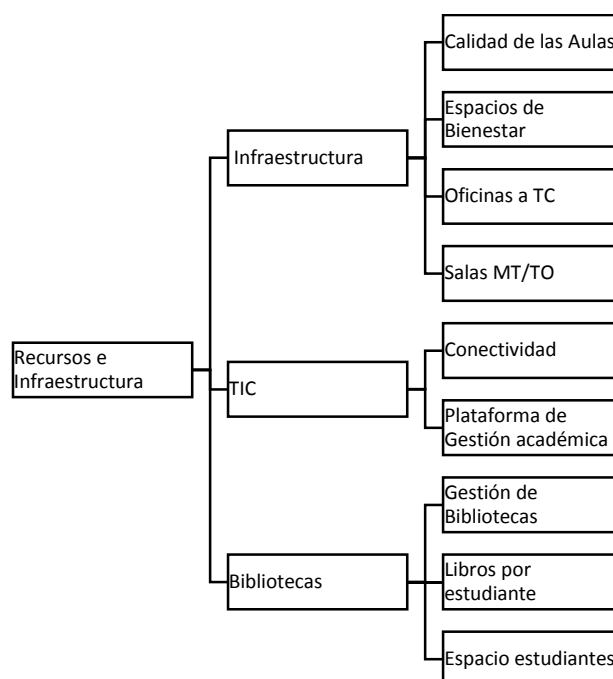 Recursos e
Infraestructura
Infraestructura
Calidad de las Aulas
Espacios de
Bienestar
Oficinas a TC
Salas MT/TO
TIC
Conectividad
Plataforma de
Gestión académica
Bibliotecas
Gestión de
Bibliotecas
Libros por
estudiante
Espacio estudiantes